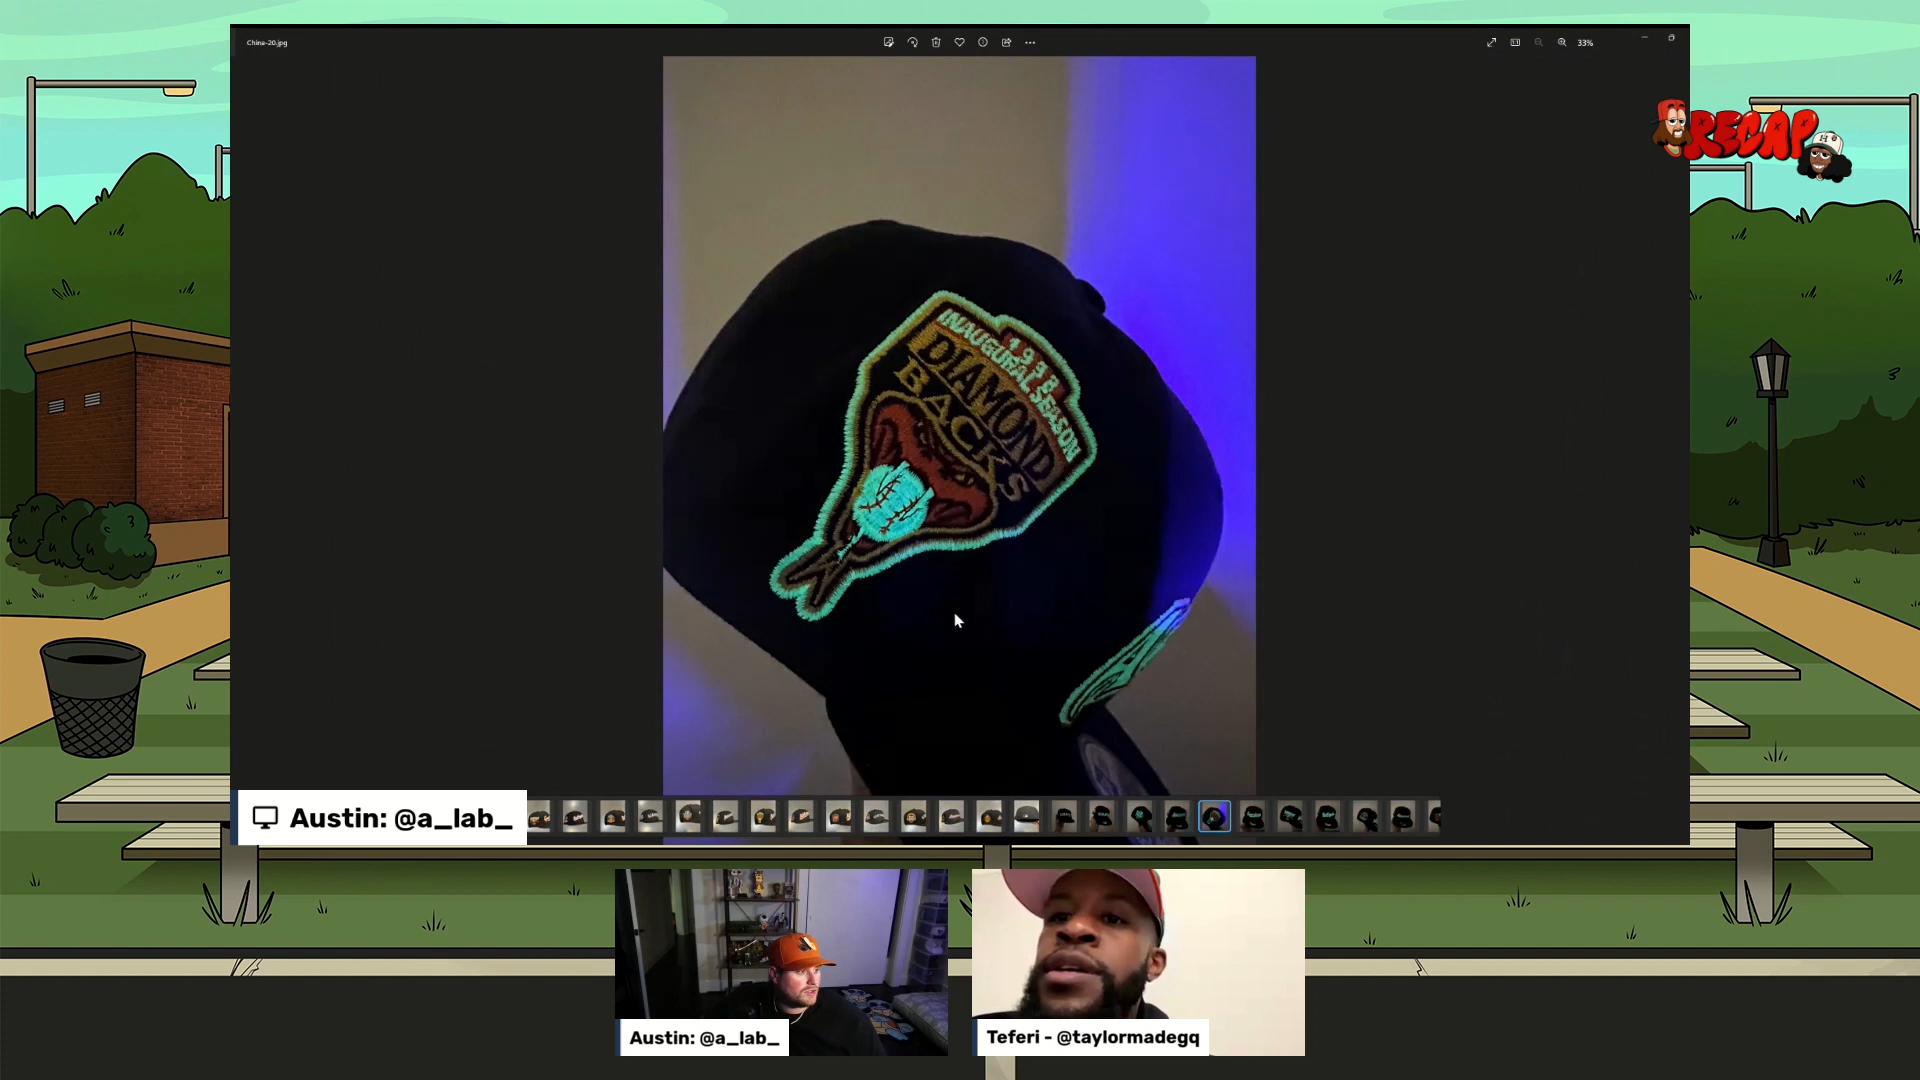 China-20.jpg
33%
RECAP
1998
INAUGURAL SEASON
DIAMOND
BACKS
A
Austin: @a_lab_
Austin: @a_lab_
Teferi - @taylormadegq